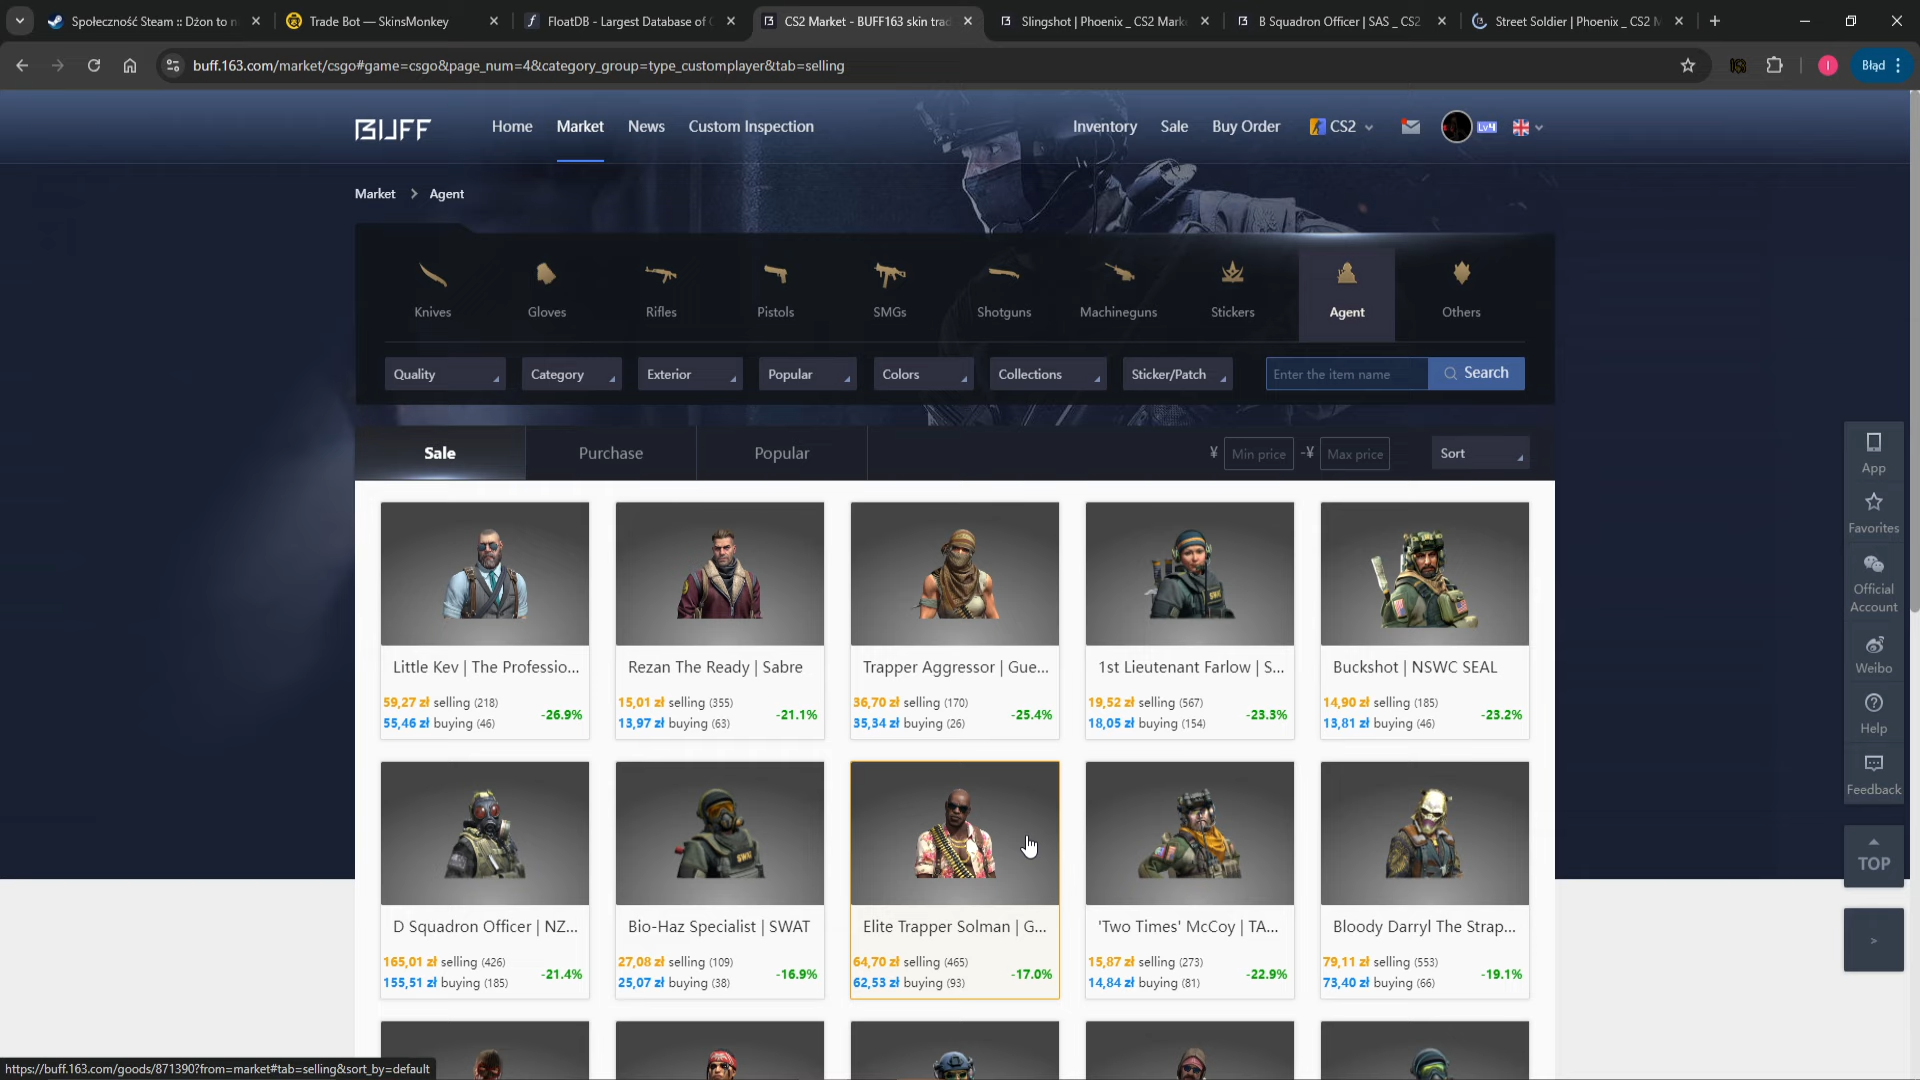 Społeczność Steam :: Dżon to n
Trade Bot — SkinsMonkey
FloatDB - Largest Database of C
CS2 Market - BUFF163 skin trad
Slingshot | Phoenix _ CS2 Mark
B Squadron Officer | SAS _ CS2
Street Soldier | Phoenix _ CS2 M
buff.163.com/market/csgo#game=csgo&page_num=4&category_group=type_customplayer&tab=selling
I
Błąd
BUFF
Home
Market
News
Custom Inspection
Inventory
Sale
Buy Order
CS2
Lv4
Market > Agent
Knives
Gloves
Rifles
Pistols
SMGs
Shotguns
Machineguns
Stickers
Agent
Others
Quality
Category
Exterior
Popular
Colors
Collections
Sticker/Patch
Enter the item name
Search
Sale
Purchase
Popular
¥ Min price -¥ Max price
Sort
Little Kev | The Professio...
59,27 zł selling (218)
55,46 zł buying (46)
-26.9%
Rezan The Ready | Sabre
15,01 zł selling (355)
13,97 zł buying (63)
-21.1%
Trapper Aggressor | Gue...
36,70 zł selling (170)
35,34 zł buying (26)
-25.4%
1st Lieutenant Farlow | S...
19,52 zł selling (567)
18,05 zł buying (154)
-23.3%
Buckshot | NSWC SEAL
14,90 zł selling (185)
13,81 zł buying (46)
-23.2%
D Squadron Officer | NZ...
165,01 zł selling (426)
155,51 zł buying (185)
-21.4%
Bio-Haz Specialist | SWAT
27,08 zł selling (109)
25,07 zł buying (38)
-16.9%
Elite Trapper Solman | G...
64,70 zł selling (465)
62,53 zł buying (93)
-17.0%
'Two Times' McCoy | TA...
15,87 zł selling (273)
14,84 zł buying (81)
-22.9%
Bloody Darryl The Strap...
79,11 zł selling (553)
73,40 zł buying (66)
-19.1%
App
Favorites
Official
Account
Weibo
Help
Feedback
TOP
>
https://buff.163.com/goods/871390?from=market#tab=selling&sort_by=default